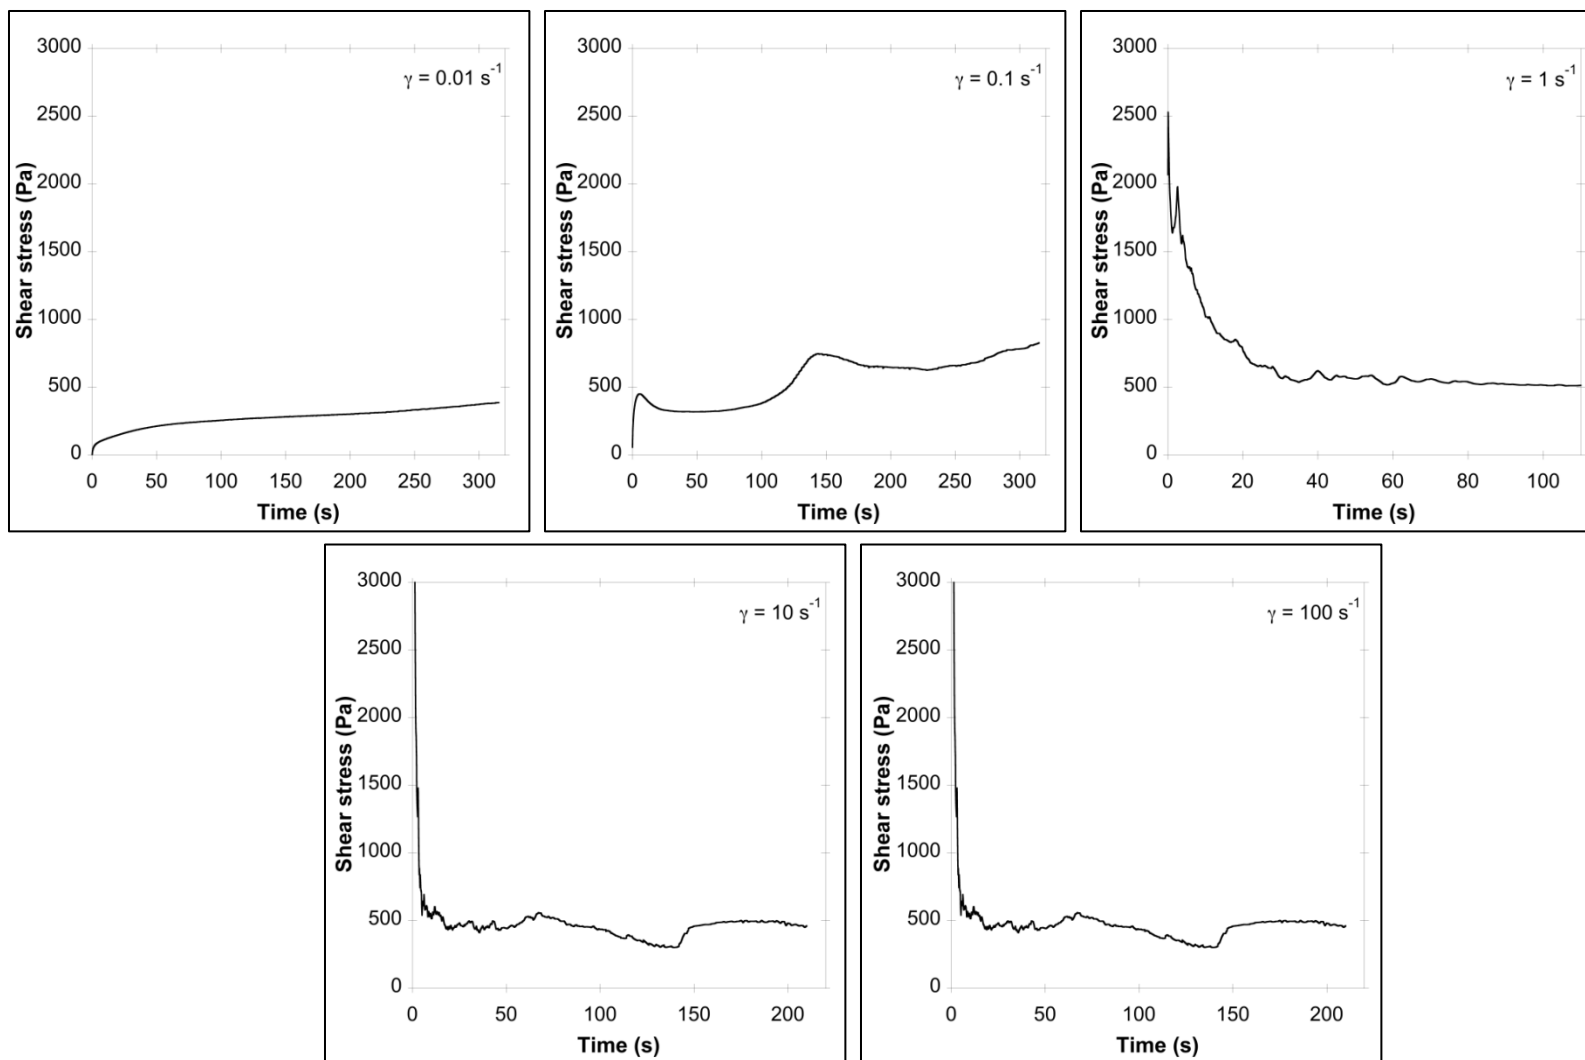 3000
2500
2000
1500
1000
500
0
γ = 0.01 s⁻¹
Shear stress (Pa)
0 50 100 150 200 250 300
Time (s)
3000
2500
2000
1500
1000
500
0
γ = 0.1 s⁻¹
Shear stress (Pa)
0 50 100 150 200 250 300
Time (s)
3000
2500
2000
1500
1000
500
0
γ = 1 s⁻¹
Shear stress (Pa)
0 20 40 60 80 100
Time (s)
3000
2500
2000
1500
1000
500
0
γ = 10 s⁻¹
Shear stress (Pa)
0 50 100 150 200
Time (s)
3000
2500
2000
1500
1000
500
0
γ = 100 s⁻¹
Shear stress (Pa)
0 50 100 150 200
Time (s)